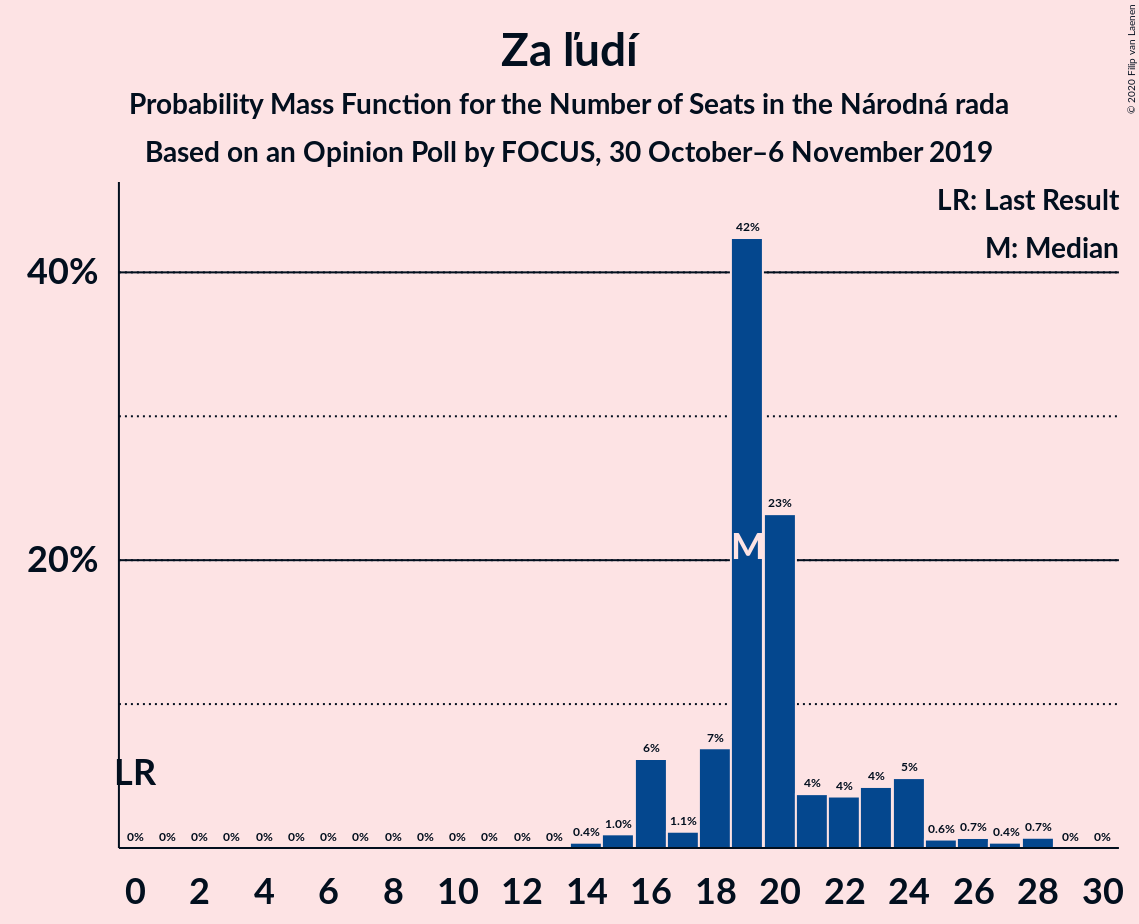 Za ľudí
Probability Mass Function for the Number of Seats in the Národná rada
Based on an Opinion Poll by FOCUS, 30 October–6 November 2019
© 2020 Filip van Laenen
LR: Last Result
M: Median
40%
20%
42%
23%
M
LR
0% 0% 0% 0% 0% 0% 0% 0% 0% 0% 0% 0% 0% 0% 0.4% 1.0% 6% 1.1% 7% 4% 4% 4% 5% 0.6% 0.7% 0.4% 0.7% 0% 0%
0 2 4 6 8 10 12 14 16 18 20 22 24 26 28 30